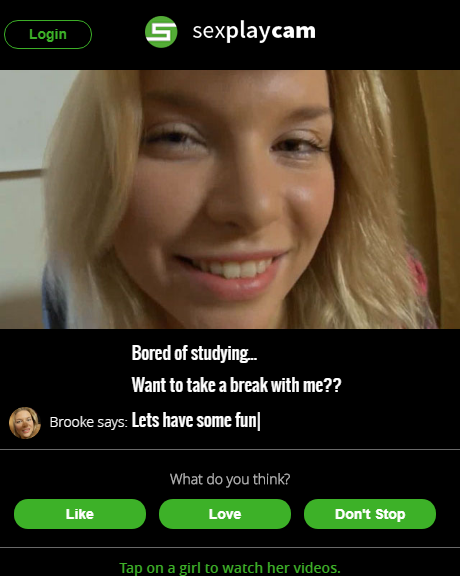 Login
sexplaycam
Bored of studying...
Want to take a break with me??
Brooke says: Lets have some fun|
What do you think?
Like
Love
Don't Stop
Tap on a girl to watch her videos.